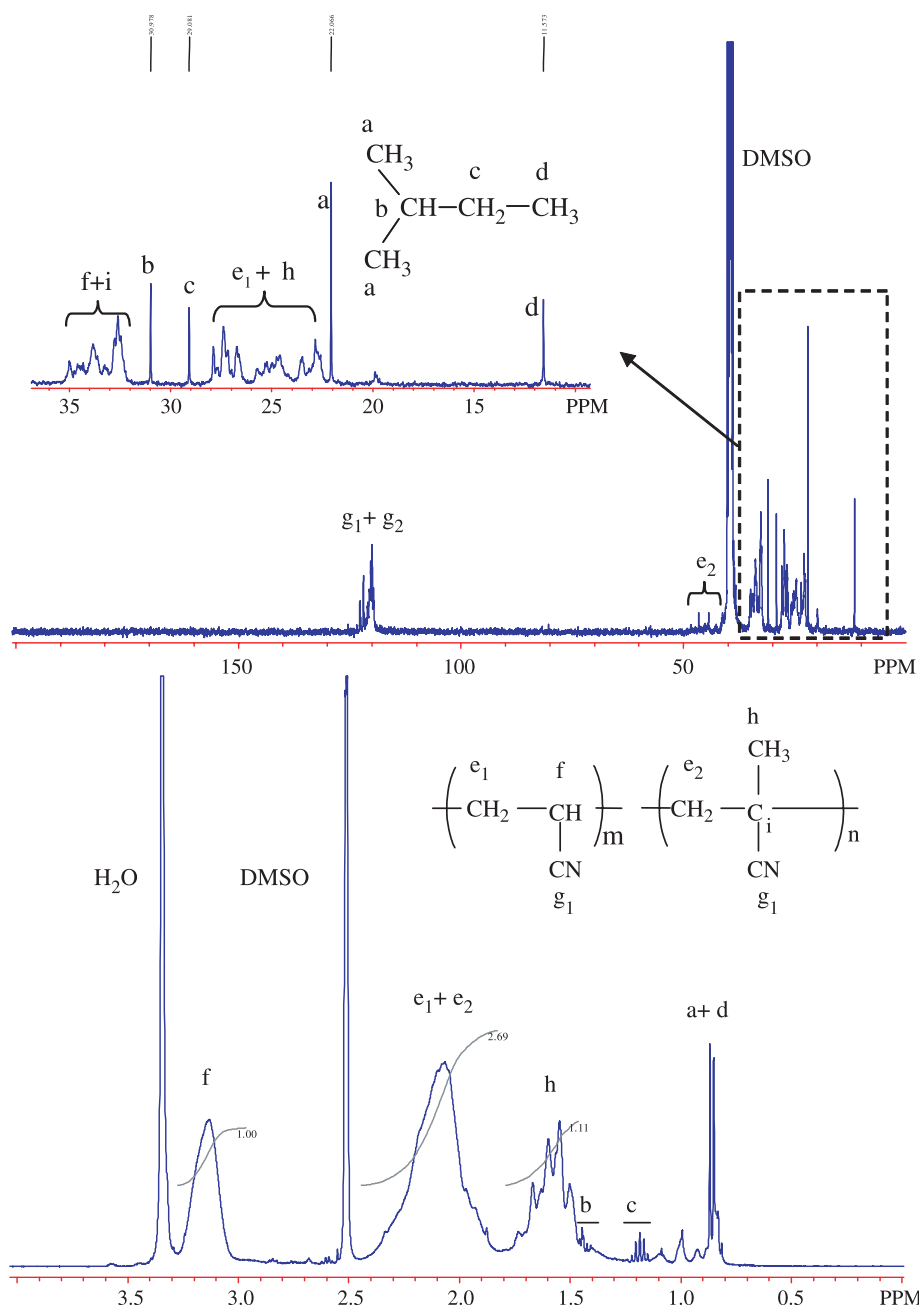 30.978 29.081 22.066 11.573
a
CH3
c d
b CH—CH2—CH3
CH3
a
DMSO
f+i b c e1 + h a d
35 30 25 20 15 PPM
g1+ g2
e2
150 100 50 PPM
h
CH3
e1 f e2
CH2 CH m CH2 Ci n
CN CN
g1 g1
H2O DMSO
e1+ e2
a+ d
f h
2.69
1.00 1.11
b c
3.5 3.0 2.5 2.0 1.5 1.0 0.5 PPM